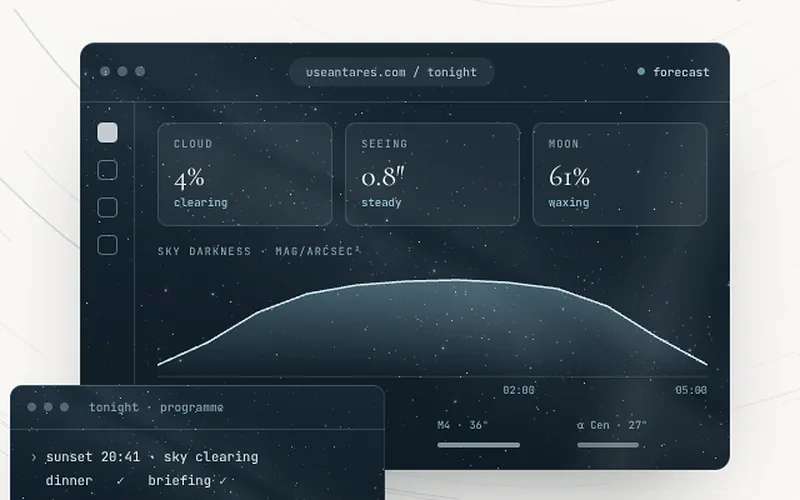 useantares.com / tonight
forecast
CLOUD
4%
clearing
SEEING
0.8"
steady
MOON
61%
waxing
SKY DARKNESS · MAG/ARCSEC²
02:00
05:00
M4 · 36°
α Cen · 27°
tonight · programme
› sunset 20:41 · sky clearing
dinner ✓ briefing ✓